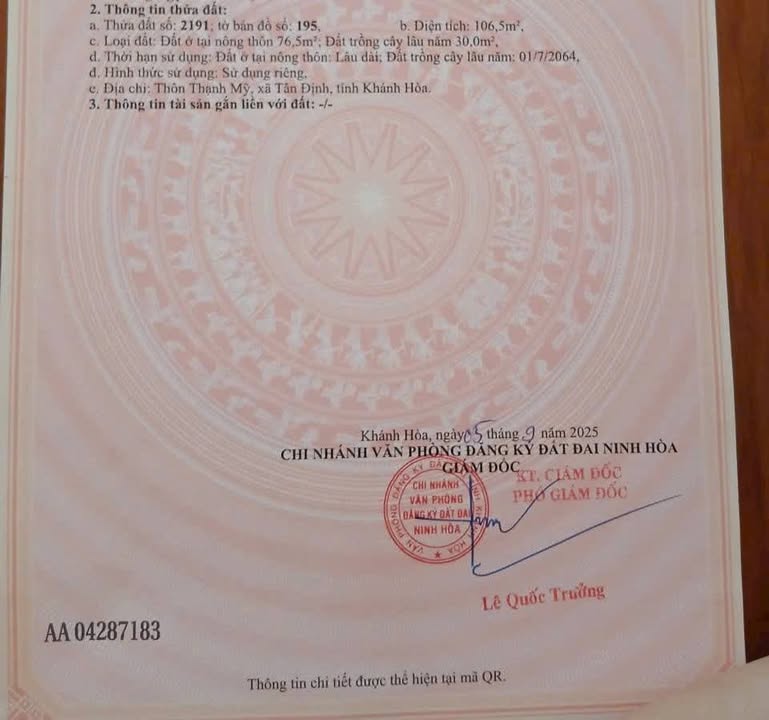 2. Thông tin thửa đất:
a. Thửa đất số: 2191; tờ bản đồ số: 195, b. Diện tích: 106,5m²,
c. Loại đất: Đất ở tại nông thôn 76,5m²; Đất trồng cây lâu năm 30,0m²,
d. Thời hạn sử dụng: Đất ở tại nông thôn: Lâu dài; Đất trồng cây lâu năm: 01/7/2064,
đ. Hình thức sử dụng: Sử dụng riêng,
e. Địa chỉ: Thôn Thạnh Mỹ, xã Tân Định, tỉnh Khánh Hòa.
3. Thông tin tài sản gắn liền với đất: -/-
Khánh Hòa, ngày 05 tháng 9 năm 2025
CHI NHÁNH VĂN PHÒNG ĐĂNG KÝ ĐẤT ĐAI NINH HÒA
GIÁM ĐỐC
KT. GIÁM ĐỐC
PHÓ GIÁM ĐỐC
VĂN PHÒNG ĐĂNG KÝ ĐẤT
CHI NHÁNH
VĂN PHÒNG
ĐĂNG KÝ ĐẤT ĐAI
NINH HÒA
Lê Quốc Trưởng
AA 04287183
Thông tin chi tiết được thể hiện tại mã QR.